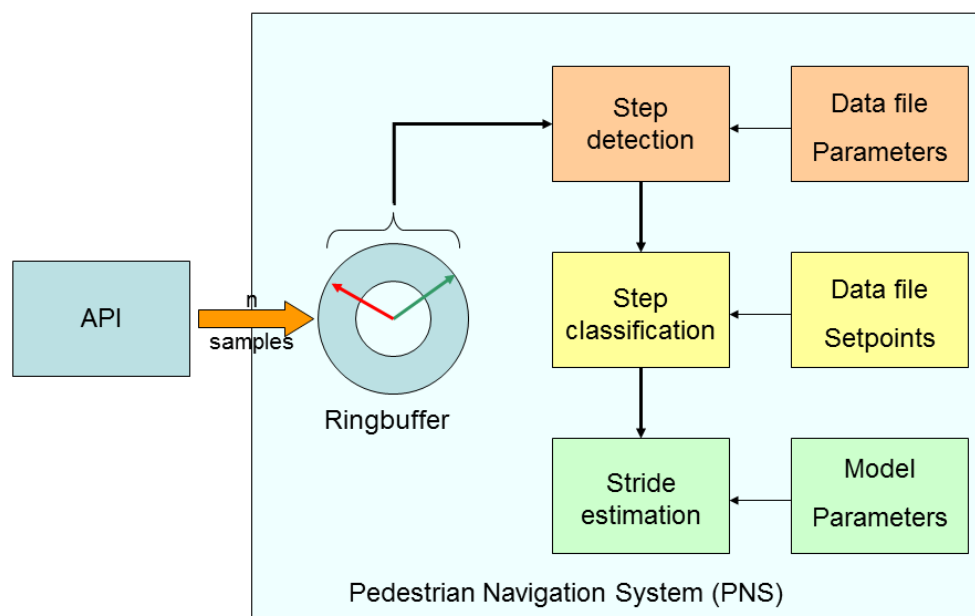 Step
detection
Data file
Parameters
API
n
samples
Ringbuffer
Step
classification
Data file
Setpoints
Stride
estimation
Model
Parameters
Pedestrian Navigation System (PNS)